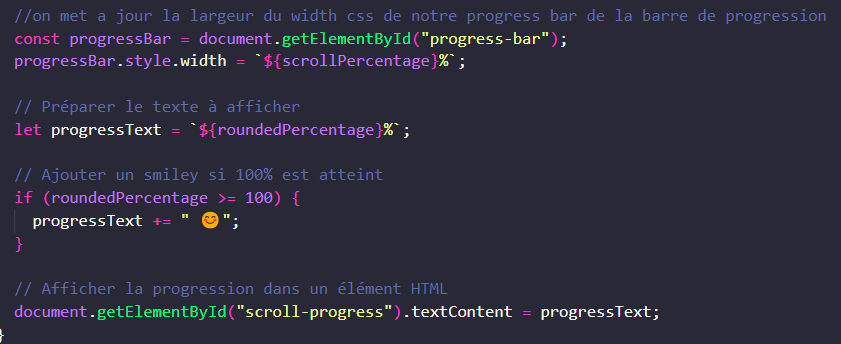 //on met a jour la largeur du width css de notre progress bar de la barre de progression
const progressBar = document.getElementById("progress-bar");
progressBar.style.width = `${scrollPercentage}%`;
// Préparer le texte à afficher
let progressText = `${roundedPercentage}%`;
// Ajouter un smiley si 100% est atteint
if (roundedPercentage >= 100) {
progressText += " 😊";
}
// Afficher la progression dans un élément HTML
document.getElementById("scroll-progress").textContent = progressText;
}